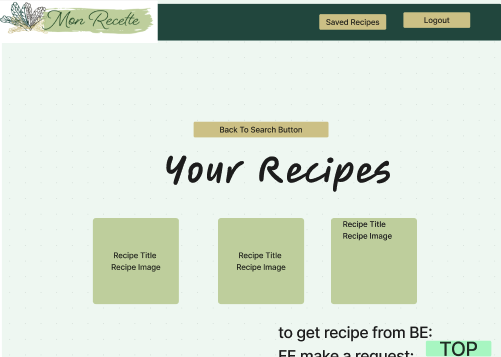 Mon Recette
Saved Recipes
Logout
Back To Search Button
Your Recipes
Recipe Title
Recipe Image
Recipe Title
Recipe Image
Recipe Title
Recipe Image
to get recipe from BE:
FE make a request:
TOP